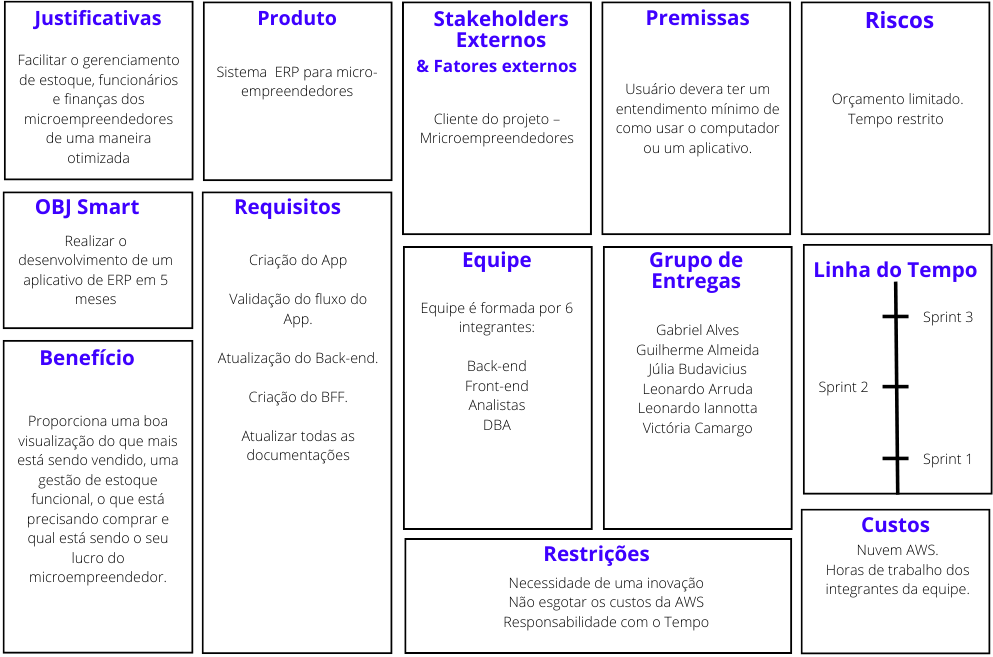 Justificativas
Facilitar o gerenciamento
de estoque, funcionários
e finanças dos
microempreendedores
de uma maneira
otimizada
OBJ Smart
Realizar o
desenvolvimento de um
aplicativo de ERP em 5
meses
Benefício
Proporciona uma boa
visualização do que mais
está sendo vendido, uma
gestão de estoque
funcional, o que está
precisando comprar e
qual está sendo o seu
lucro do
microempreendedor.
Produto
Sistema  ERP para micro-
empreendedores
Requisitos
Criação do App
Validação do fluxo do
App.
Atualização do Back-end.
Criação do BFF.
Atualizar todas as
documentações
Stakeholders
Externos
& Fatores externos
Cliente do projeto –
Mricroempreendedores
Equipe
Equipe é formada por 6
integrantes:
Back-end
Front-end
Analistas
DBA
Premissas
Usuário devera ter um
entendimento mínimo de
como usar o computador
ou um aplicativo.
Grupo de
Entregas
Gabriel Alves
Guilherme Almeida
Júlia Budavicius
Leonardo Arruda
Leonardo Iannotta
Victória Camargo
Restrições
Necessidade de uma inovação
Não esgotar os custos da AWS
Responsabilidade com o Tempo
Riscos
Orçamento limitado.
Tempo restrito
Linha do Tempo
Sprint 3
Sprint 2
Sprint 1
Custos
Nuvem AWS.
Horas de trabalho dos
integrantes da equipe.